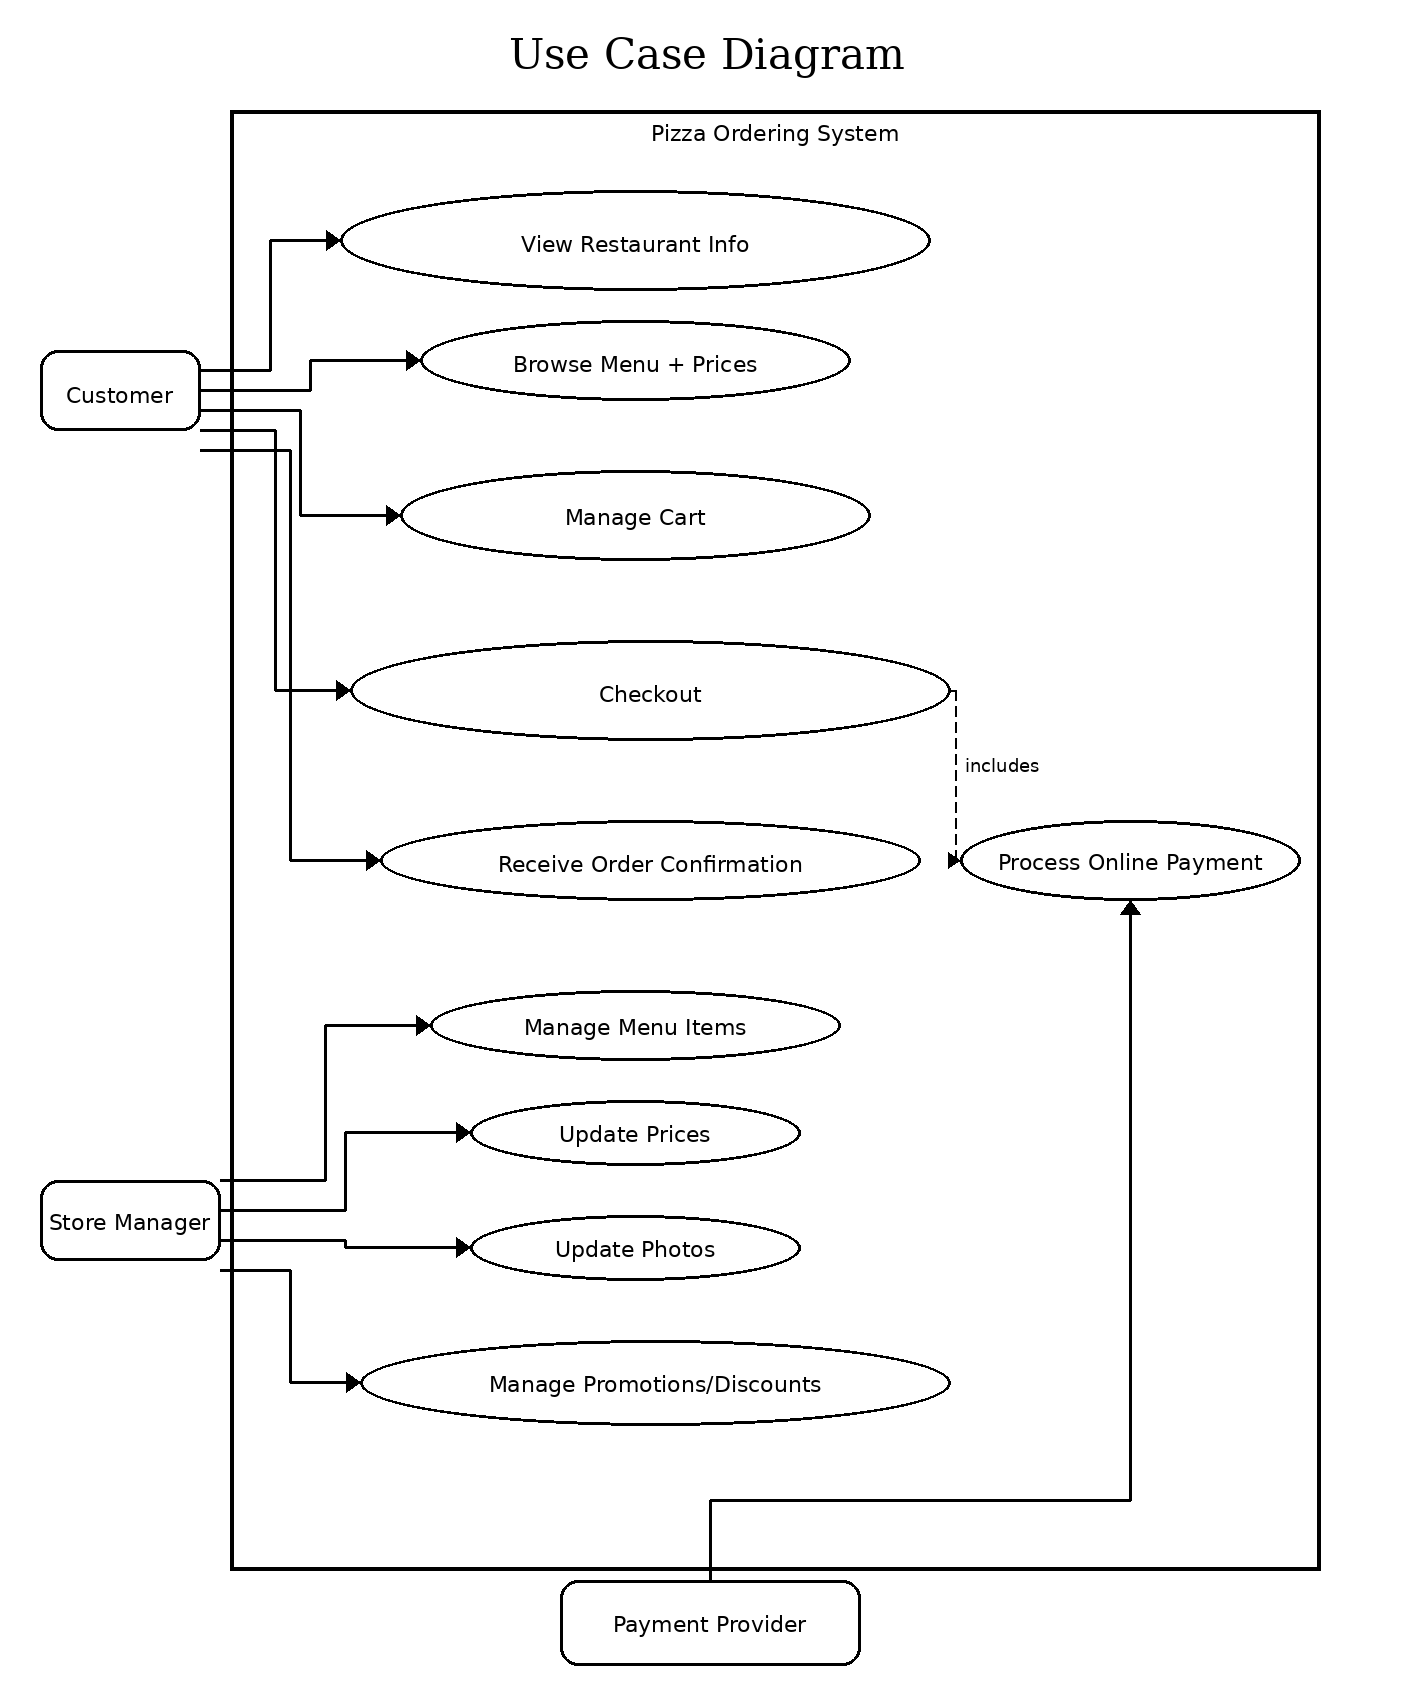 Use Case Diagram
Pizza Ordering System
View Restaurant Info
Browse Menu + Prices
Customer
Manage Cart
Checkout
includes
Receive Order Confirmation
Process Online Payment
Manage Menu Items
Update Prices
Store Manager
Update Photos
Manage Promotions/Discounts
Payment Provider